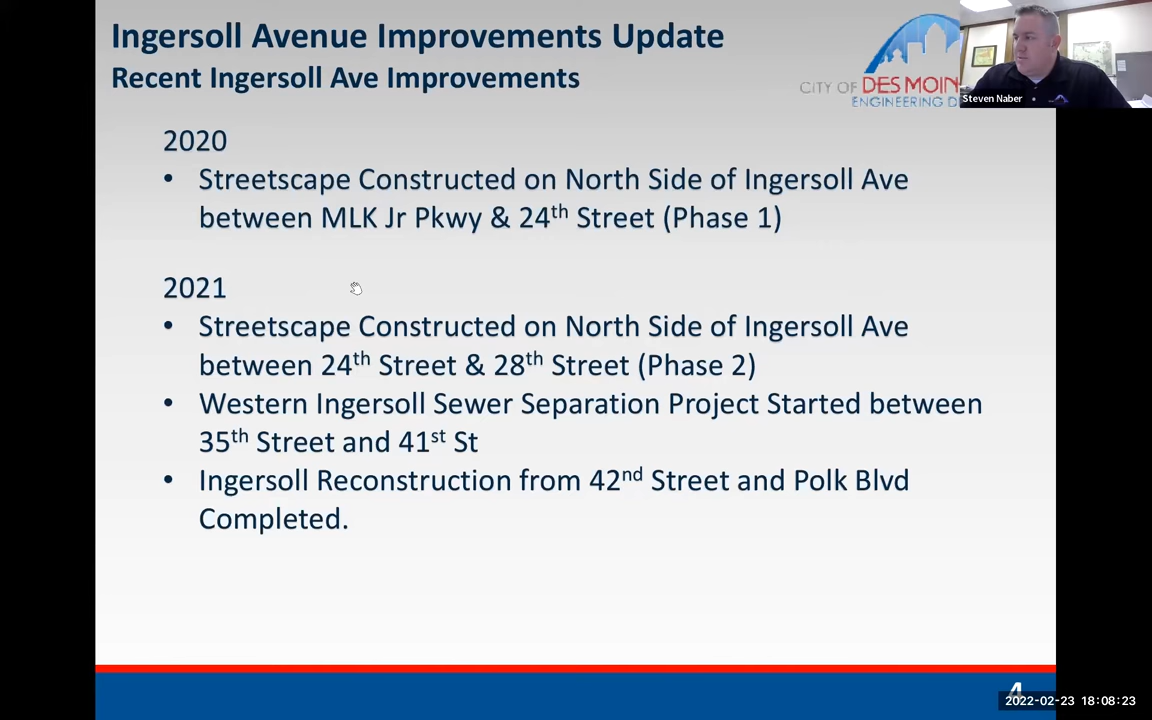 Ingersoll Avenue Improvements Update
Recent Ingersoll Ave Improvements
CITY OF DES MOIN
ENGINEERING D
Steven Naber
2020
• Streetscape Constructed on North Side of Ingersoll Ave
between MLK Jr Pkwy & 24th Street (Phase 1)
2021
• Streetscape Constructed on North Side of Ingersoll Ave
between 24th Street & 28th Street (Phase 2)
• Western Ingersoll Sewer Separation Project Started between
35th Street and 41st St
• Ingersoll Reconstruction from 42nd Street and Polk Blvd
Completed.
4
2022-02-23 18:08:23